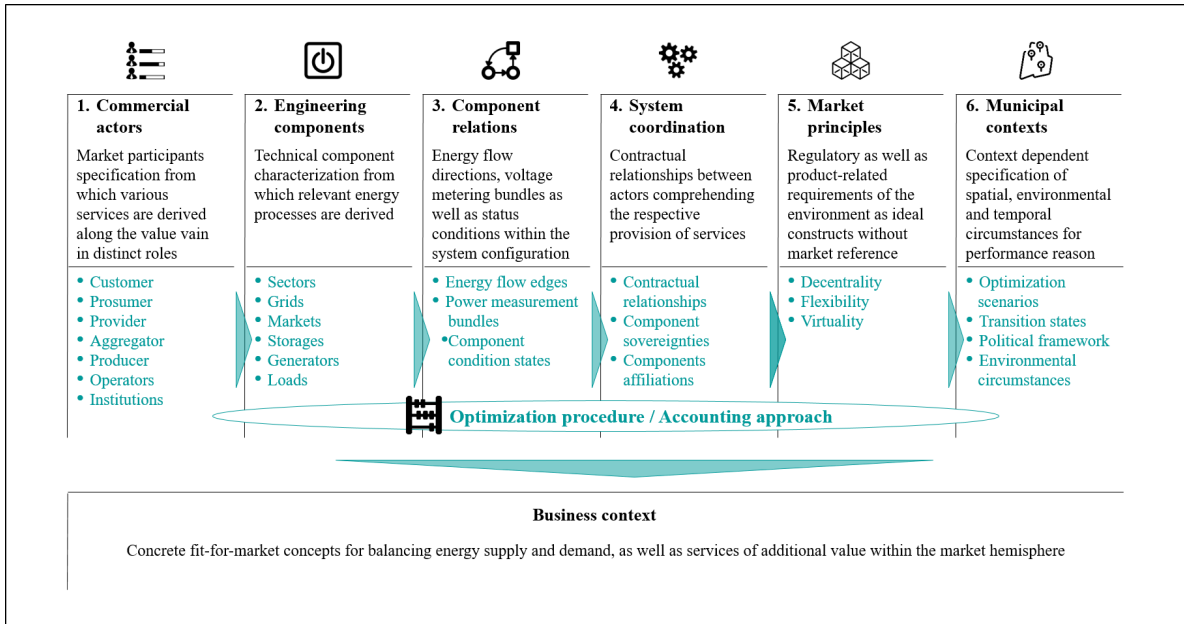 1. Commercial
actors
Market participants
specification from
which various
services are derived
along the value vain
in distinct roles
• Customer
• Prosumer
• Provider
• Aggregator
• Producer
• Operators
• Institutions
2. Engineering
components
Technical component
characterization from
which relevant energy
processes are derived
• Sectors
• Grids
• Markets
• Storages
• Generators
• Loads
3. Component
relations
Energy flow
directions, voltage
metering bundles as
well as status
conditions within the
system configuration
• Energy flow edges
• Power measurement
bundles
•Component
condition states
4. System
coordination
Contractual
relationships between
actors comprehending
the respective
provision of services
• Contractual
relationships
• Component
sovereignties
• Components
affiliations
5. Market
principles
Regulatory as well as
product-related
requirements of the
environment as ideal
constructs without
market reference
• Decentrality
• Flexibility
• Virtuality
6. Municipal
contexts
Context dependent
specification of
spatial, environmental
and temporal
circumstances for
performance reason
• Optimization
scenarios
• Transition states
• Political framework
• Environmental
circumstances
Optimization procedure / Accounting approach
Business context
Concrete fit-for-market concepts for balancing energy supply and demand, as well as services of additional value within the market hemisphere